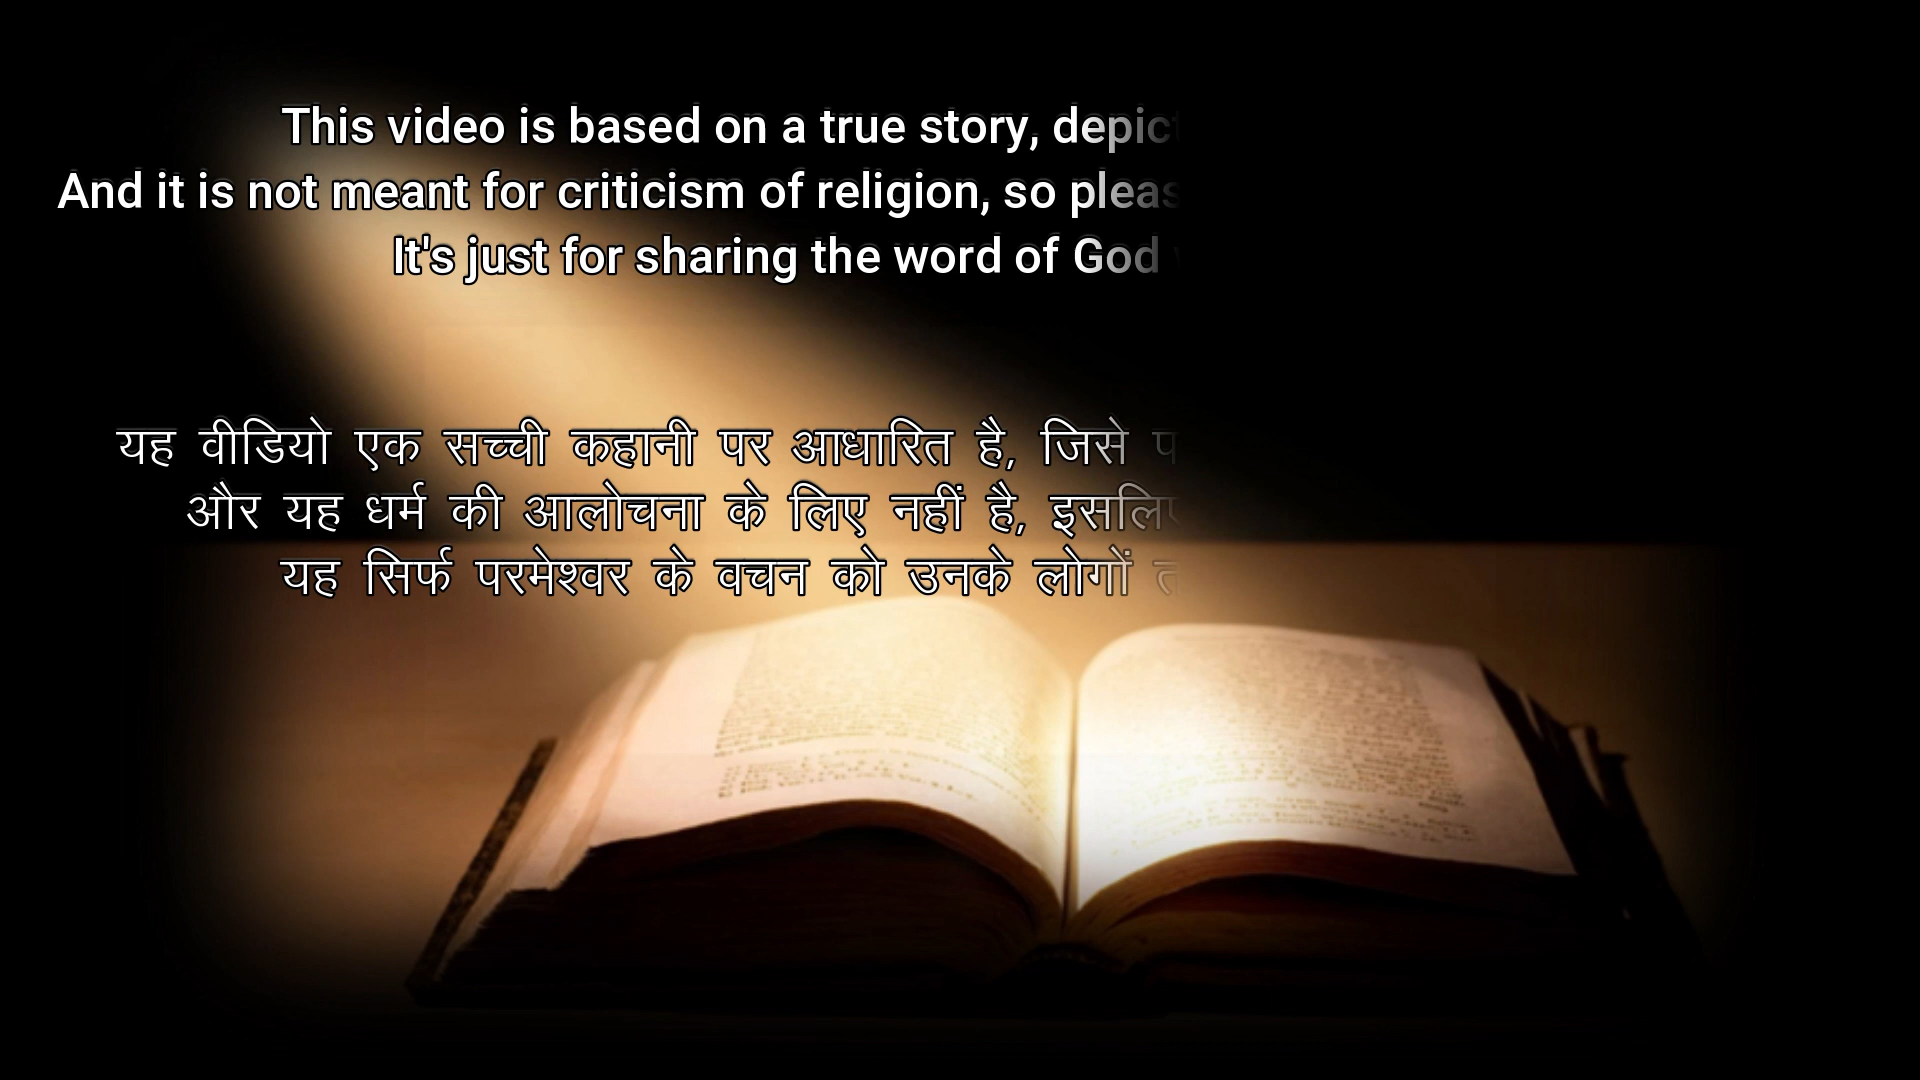 This video is based on a true story,
And it is not meant for criticism of religion, so
It's just for sharing the word of God
यह वीडियो एक सच्ची कहानी पर आधारित है, जिसे
और यह धर्म की आलोचना के लिए नहीं है,
यह सिर्फ परमेश्वर के वचन को उनके लोगों